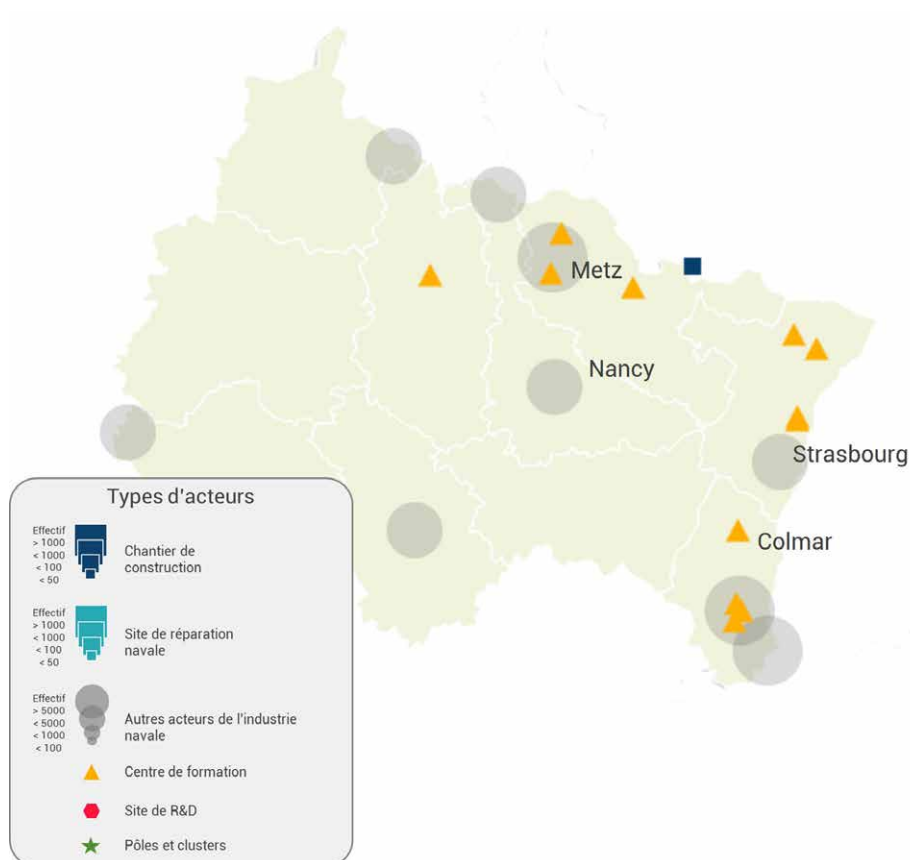 Metz
Nancy
Strasbourg
Colmar
Types d'acteurs
Effectif
> 1000
< 1000
< 100
< 50
Chantier de
construction
Effectif
> 1000
< 1000
< 100
< 50
Site de réparation
navale
Effectif
> 5000
< 5000
< 1000
< 100
Autres acteurs de l'industrie
navale
Centre de formation
Site de R&D
Pôles et clusters